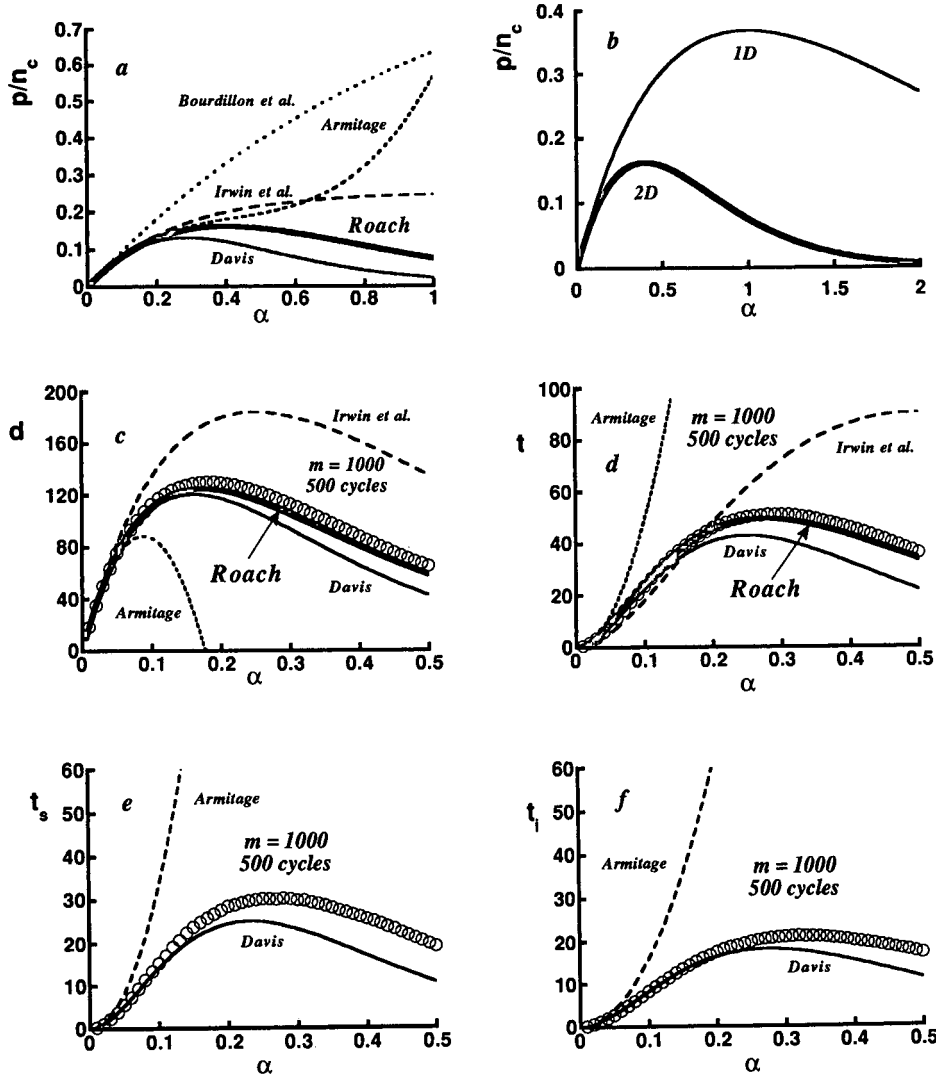 a
p/n_c
0.7
0.6
0.5
0.4
0.3
0.2
0.1
0
Bourdillon et al.
Armitage
Irwin et al.
Roach
Davis
0 0.2 0.4 0.6 0.8 1
α
b
p/n_c
0.4
0.3
0.2
0.1
0
1D
2D
0 0.5 1 1.5 2
α
c
d
200
160
120
80
40
0
Irwin et al.
m = 1000
500 cycles
Roach
Davis
Armitage
0 0.1 0.2 0.3 0.4 0.5
α
d
t
100
80
60
40
20
0
Armitage
m = 1000
500 cycles
Irwin et al.
Davis
Roach
0 0.1 0.2 0.3 0.4 0.5
α
e
t_s
60
50
40
30
20
10
0
Armitage
m = 1000
500 cycles
Davis
0 0.1 0.2 0.3 0.4 0.5
α
f
t_i
60
50
40
30
20
10
0
Armitage
m = 1000
500 cycles
Davis
0 0.1 0.2 0.3 0.4 0.5
α